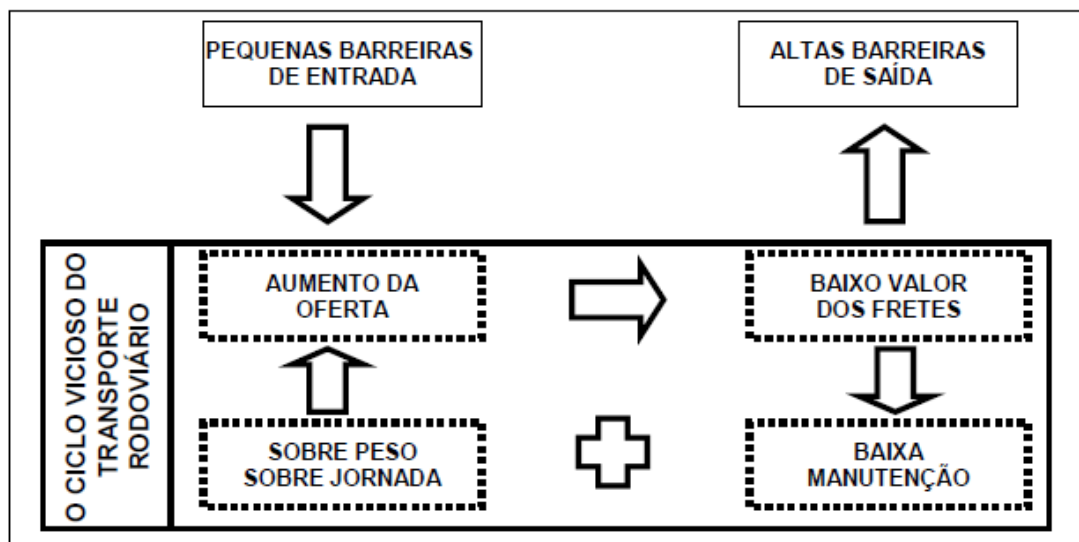 PEQUENAS BARREIRAS
DE ENTRADA
ALTAS BARREIRAS
DE SAÍDA
O CICLO VICIOSO DO
TRANSPORTE
RODOVIÁRIO
AUMENTO DA
OFERTA
BAIXO VALOR
DOS FRETES
SOBRE PESO
SOBRE JORNADA
BAIXA
MANUTENÇÃO